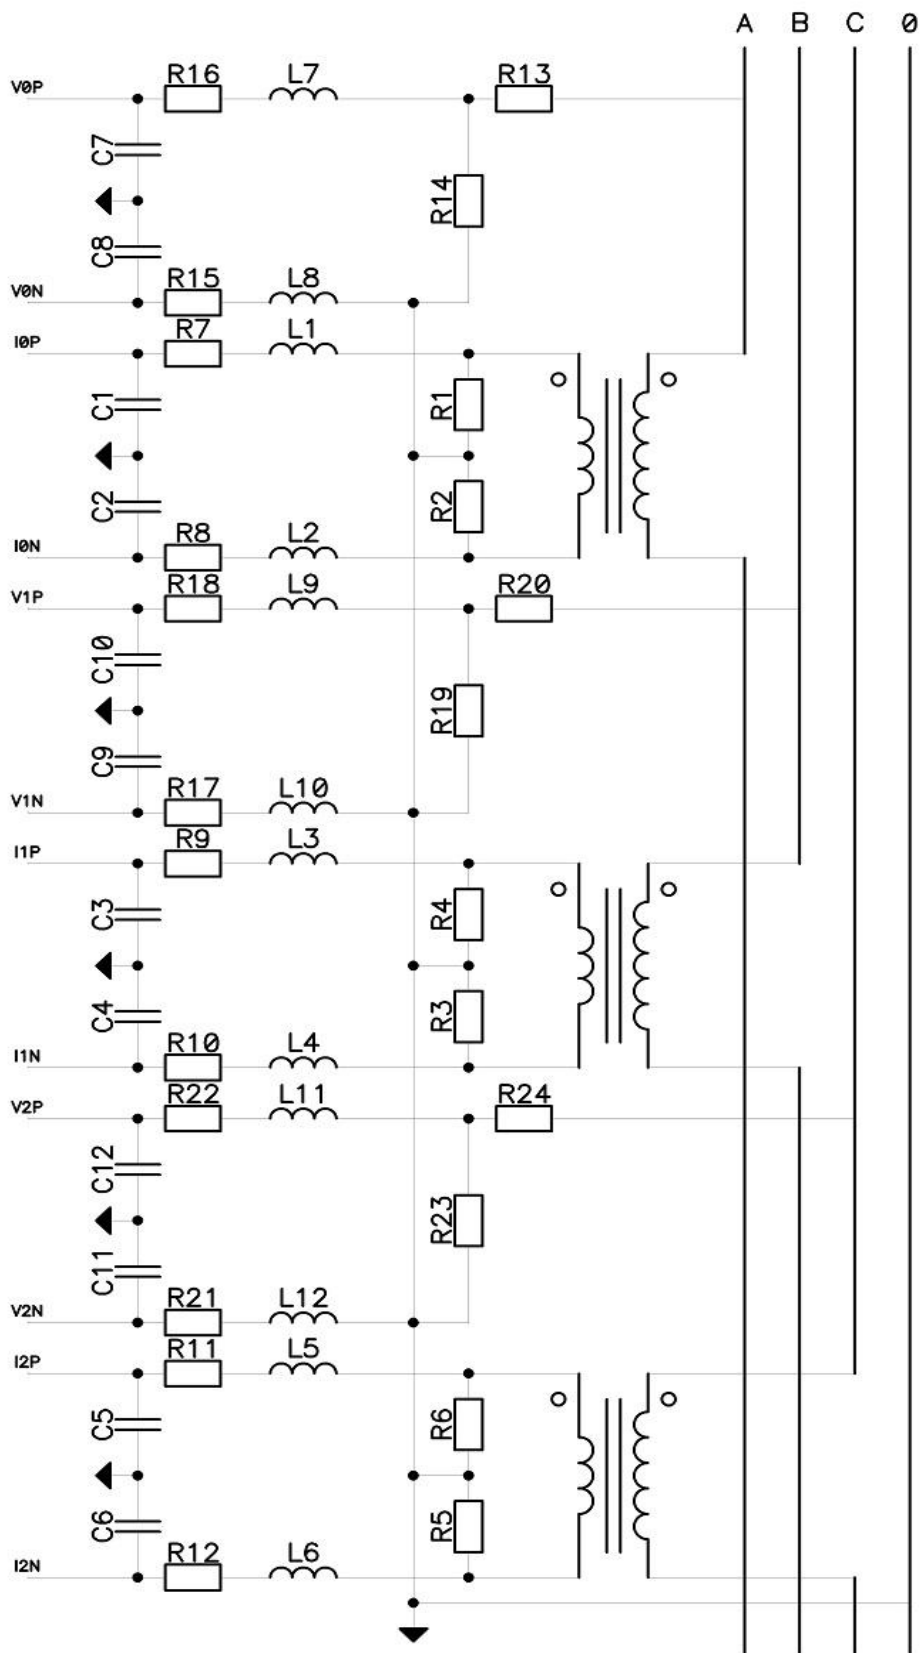 A B C 0
R16 L7 R13
V0P
C7
R14
C8
R15 L8
V0N
R7 L1
I0P
C1 R1
C2 R2
R8 L2
I0N
R18 L9 R20
V1P
C10
R19
C9
R17 L10
V1N
R9 L3
I1P
C3 R4
C4 R3
R10 L4
I1N
R22 L11 R24
V2P
C12
R23
C11
R21 L12
V2N
R11 L5
I2P
C5 R6
C6 R5
R12 L6
I2N